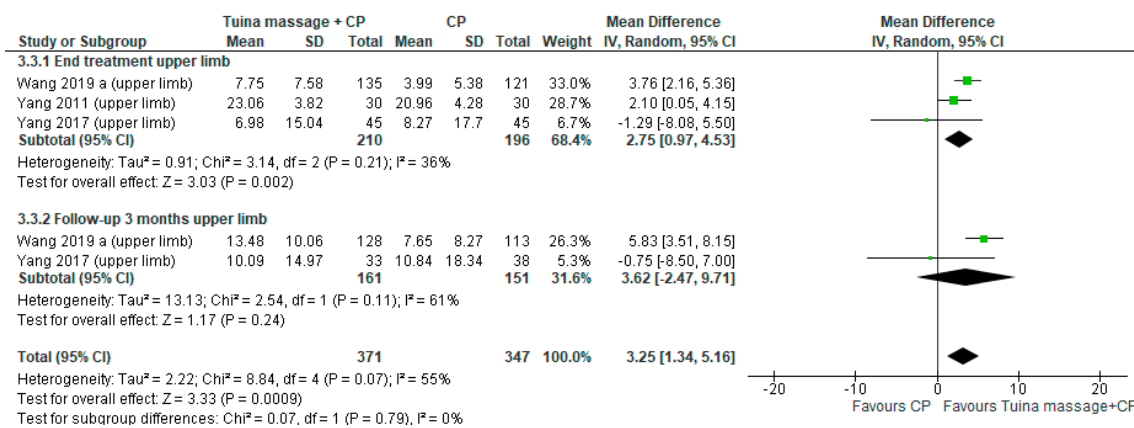 Tuina massage + CP CP Mean Difference Mean Difference
Study or Subgroup Mean SD Total Mean SD Total Weight IV, Random, 95% CI IV, Random, 95% CI
3.3.1 End treatment upper limb
Wang 2019 a (upper limb) 7.75 7.58 135 3.99 5.38 121 33.0% 3.76 [2.16, 5.36]
Yang 2011 (upper limb) 23.06 3.82 30 20.96 4.28 30 28.7% 2.10 [0.05, 4.15]
Yang 2017 (upper limb) 6.98 15.04 45 8.27 17.7 45 6.7% -1.29 [-8.08, 5.50]
Subtotal (95% CI) 210 196 68.4% 2.75 [0.97, 4.53]
Heterogeneity: Tau² = 0.91; Chi² = 3.14, df = 2 (P = 0.21); I² = 36%
Test for overall effect: Z = 3.03 (P = 0.002)
3.3.2 Follow-up 3 months upper limb
Wang 2019 a (upper limb) 13.48 10.06 128 7.65 8.27 113 26.3% 5.83 [3.51, 8.15]
Yang 2017 (upper limb) 10.09 14.97 33 10.84 18.34 38 5.3% -0.75 [-8.50, 7.00]
Subtotal (95% CI) 161 151 31.6% 3.62 [-2.47, 9.71]
Heterogeneity: Tau² = 13.13; Chi² = 2.54, df = 1 (P = 0.11); I² = 61%
Test for overall effect: Z = 1.17 (P = 0.24)
Total (95% CI) 371 347 100.0% 3.25 [1.34, 5.16]
Heterogeneity: Tau² = 2.22; Chi² = 8.84, df = 4 (P = 0.07); I² = 55%
Test for overall effect: Z = 3.33 (P = 0.0009)
Test for subgroup differences: Chi² = 0.07, df = 1 (P = 0.79), I² = 0%
-20 -10 0 10 20
Favours CP Favours Tuina massage+CP